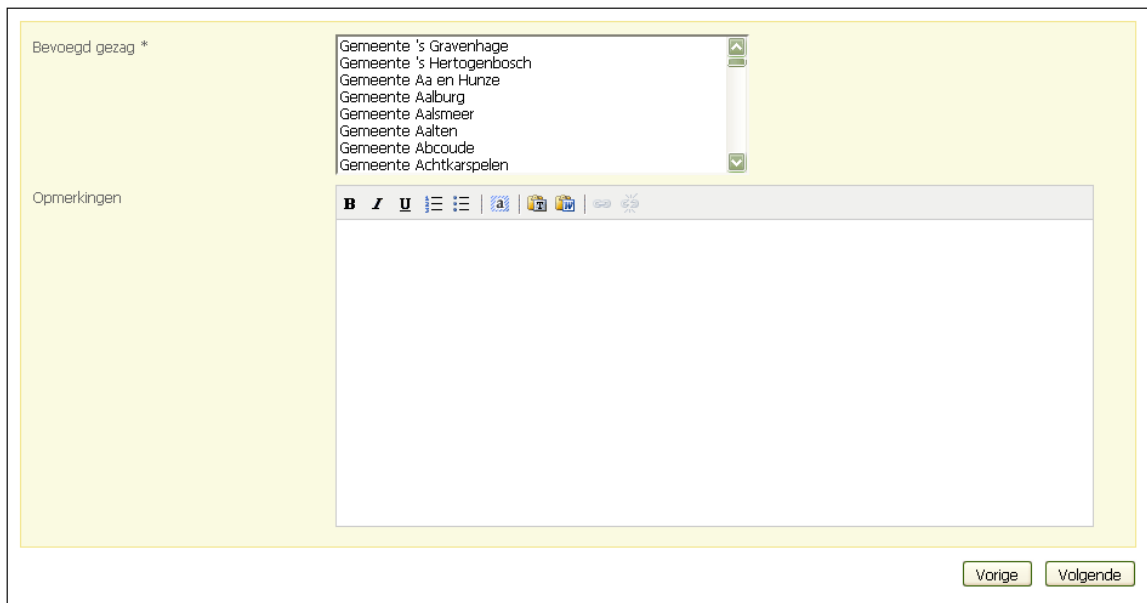 Bevoegd gezag *
Gemeente 's Gravenhage
Gemeente 's Hertogenbosch
Gemeente Aa en Hunze
Gemeente Aalburg
Gemeente Aalsmeer
Gemeente Aalten
Gemeente Abcoude
Gemeente Achtkarspelen
Opmerkingen
B I U a T W
Vorige Volgende